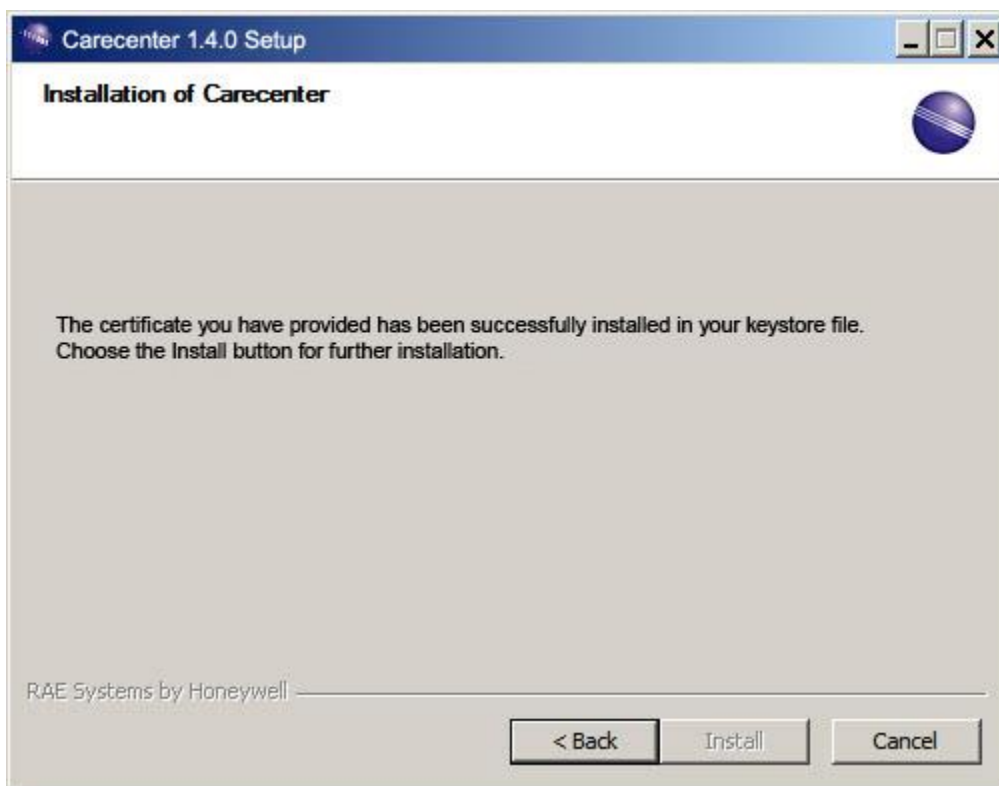 Carecenter 1.4.0 Setup
Installation of Carecenter
The certificate you have provided has been successfully installed in your keystore file.
Choose the Install button for further installation.
RAE Systems by Honeywell
< Back
Install
Cancel